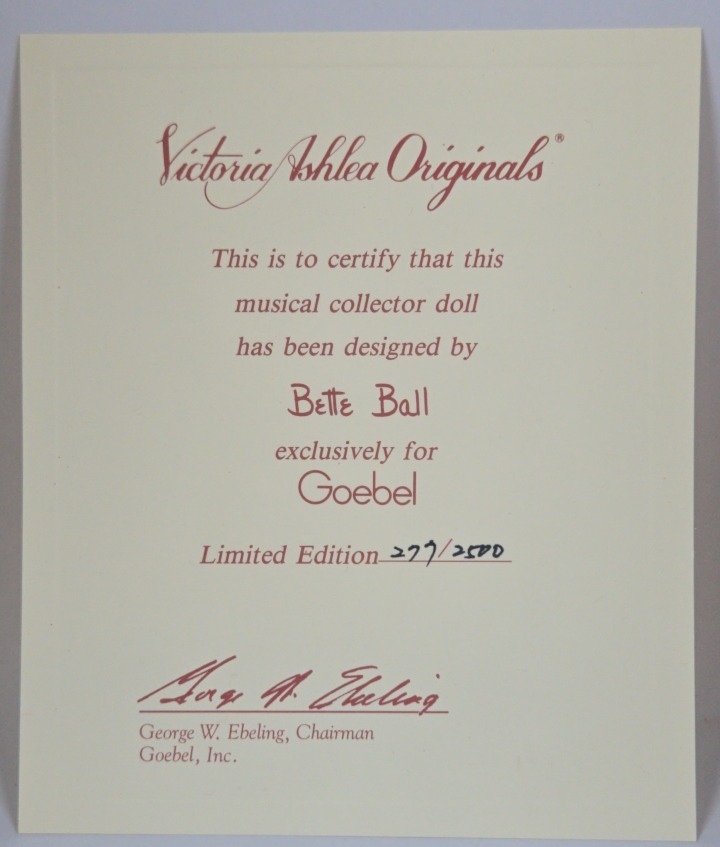 Victoria Ashlea Originals®
This is to certify that this
musical collector doll
has been designed by
Bette Ball
exclusively for
Goebel
Limited Edition 277/2500
George W. Ebeling
George W. Ebeling, Chairman
Goebel, Inc.